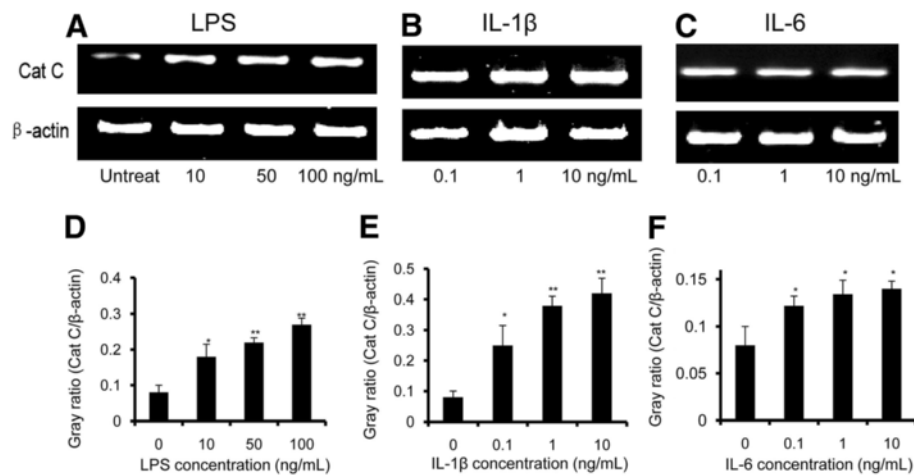 A LPS
B IL-1β
C IL-6
Cat C
β-actin
Untreat 10 50 100 ng/mL
0.1 1 10 ng/mL
0.1 1 10 ng/mL
D
Gray ratio (Cat C/β-actin)
0.4
0.3
0.2
0.1
0
* ** **
0 10 50 100
LPS concentration (ng/mL)
E
Gray ratio (Cat C/β-actin)
0.5
0.4
0.3
0.2
0.1
0
* ** **
0 0.1 1 10
IL-1β concentration (ng/mL)
F
Gray ratio (Cat C/β-actin)
0.15
0.10
0.05
0
* * *
0 0.1 1 10
IL-6 concentration (ng/mL)